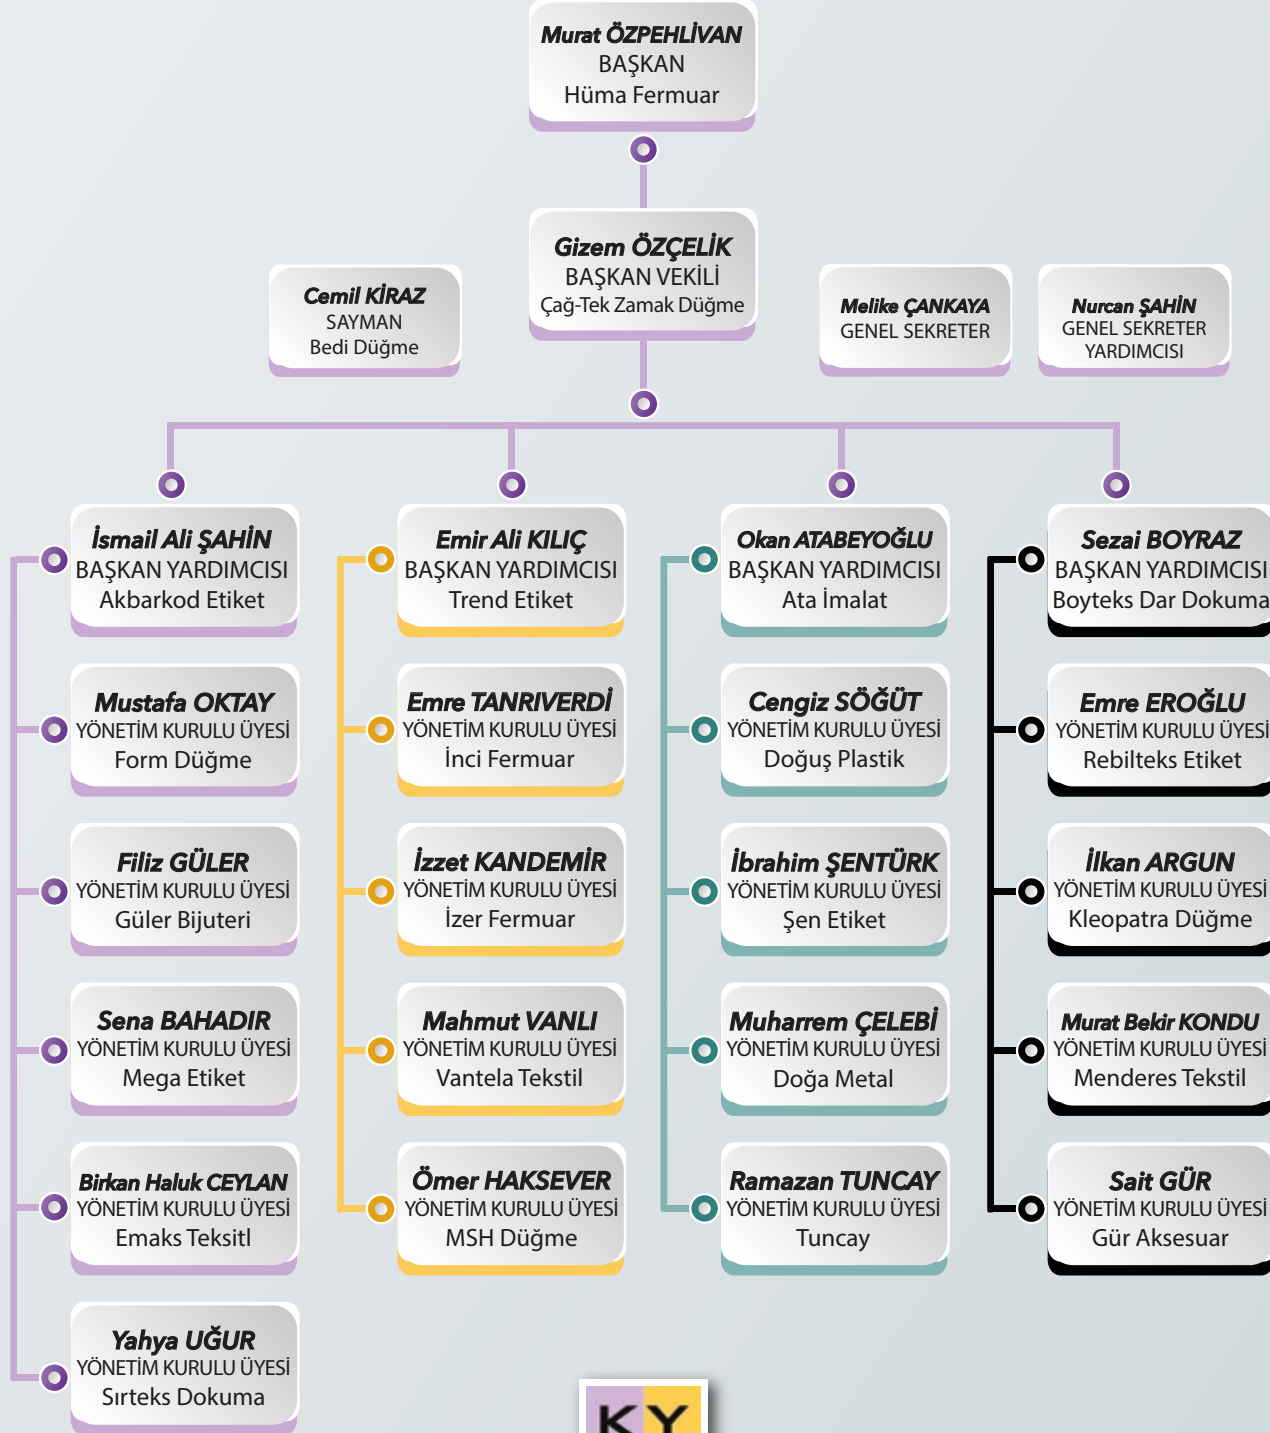 Murat ÖZPEHLİVAN
BAŞKAN
Hüma Fermuar
Gizem ÖZÇELİK
BAŞKAN VEKİLİ
Çağ-Tek Zamak Düğme
Cemil KİRAZ
SAYMAN
Bedi Düğme
Melike ÇANKAYA
GENEL SEKRETER
Nurcan ŞAHİN
GENEL SEKRETER
YARDIMCISI
İsmail Ali ŞAHİN
BAŞKAN YARDIMCISI
Akbarkod Etiket
Mustafa OKTAY
YÖNETİM KURULU ÜYESİ
Form Düğme
Filiz GÜLER
YÖNETİM KURULU ÜYESİ
Güler Bijuteri
Sena BAHADIR
YÖNETİM KURULU ÜYESİ
Mega Etiket
Birkan Haluk CEYLAN
YÖNETİM KURULU ÜYESİ
Emaks Teksitl
Yahya UĞUR
YÖNETİM KURULU ÜYESİ
Sırteks Dokuma
Emir Ali KILIÇ
BAŞKAN YARDIMCISI
Trend Etiket
Emre TANRIVERDİ
YÖNETİM KURULU ÜYESİ
İnci Fermuar
İzzet KANDEMİR
YÖNETİM KURULU ÜYESİ
İzer Fermuar
Mahmut VANLI
YÖNETİM KURULU ÜYESİ
Vantela Tekstil
Ömer HAKSEVER
YÖNETİM KURULU ÜYESİ
MSH Düğme
Okan ATABEYOĞLU
BAŞKAN YARDIMCISI
Ata İmalat
Cengiz SÖĞÜT
YÖNETİM KURULU ÜYESİ
Doğuş Plastik
İbrahim ŞENTÜRK
YÖNETİM KURULU ÜYESİ
Şen Etiket
Muharrem ÇELEBİ
YÖNETİM KURULU ÜYESİ
Doğa Metal
Ramazan TUNCAY
YÖNETİM KURULU ÜYESİ
Tuncay
Sezai BOYRAZ
BAŞKAN YARDIMCISI
Boyteks Dar Dokuma
Emre EROĞLU
YÖNETİM KURULU ÜYESİ
Rebilteks Etiket
İlkan ARGUN
YÖNETİM KURULU ÜYESİ
Kleopatra Düğme
Murat Bekir KONDU
YÖNETİM KURULU ÜYESİ
Menderes Tekstil
Sait GÜR
YÖNETİM KURULU ÜYESİ
Gür Aksesuar
KY